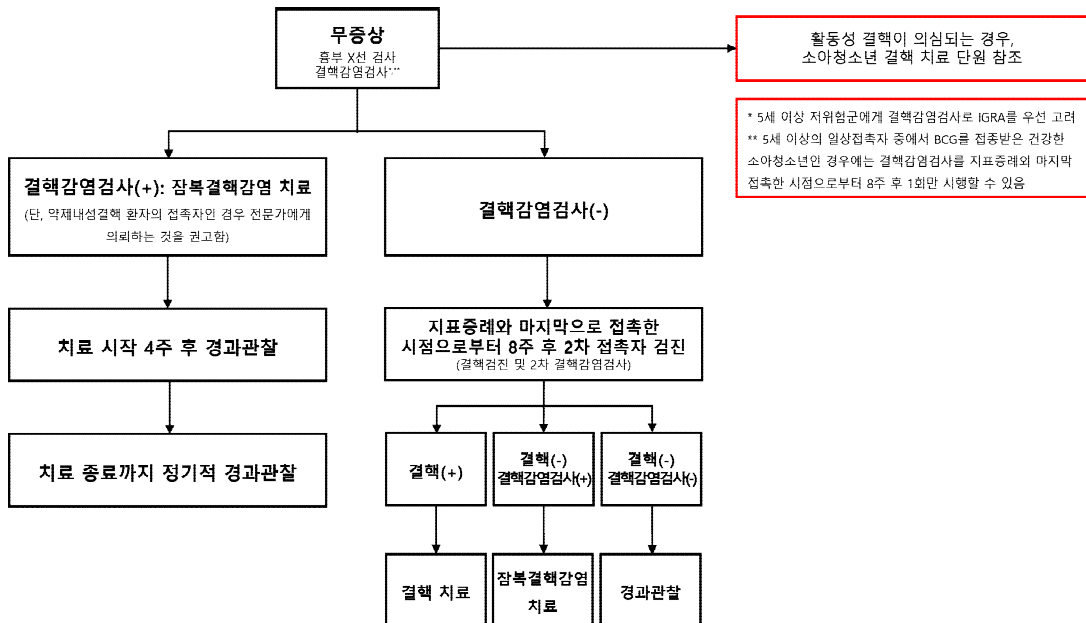 무증상
흉부 X선 검사
결핵감염검사*,**
활동성 결핵이 의심되는 경우,
소아청소년 결핵 치료 단원 참조
* 5세 이상 저위험군에게 결핵감염검사로 IGRA를 우선 고려
** 5세 이상의 일상접촉자 중에서 BCG를 접종받은 건강한
소아청소년인 경우에는 결핵감염검사를 지표증례와 마지막
접촉한 시점으로부터 8주 후 1회만 시행할 수 있음
결핵감염검사(+): 잠복결핵감염 치료
(단, 약제내성결핵 환자의 접촉자인 경우 전문가에게
의뢰하는 것을 권고함)
결핵감염검사(-)
치료 시작 4주 후 경과관찰
지표증례와 마지막으로 접촉한
시점으로부터 8주 후 2차 접촉자 검진
(결핵검진 및 2차 결핵감염검사)
치료 종료까지 정기적 경과관찰
결핵(+)
결핵(-)
결핵감염검사(+)
결핵(-)
결핵감염검사(-)
결핵 치료
잠복결핵감염
치료
경과관찰